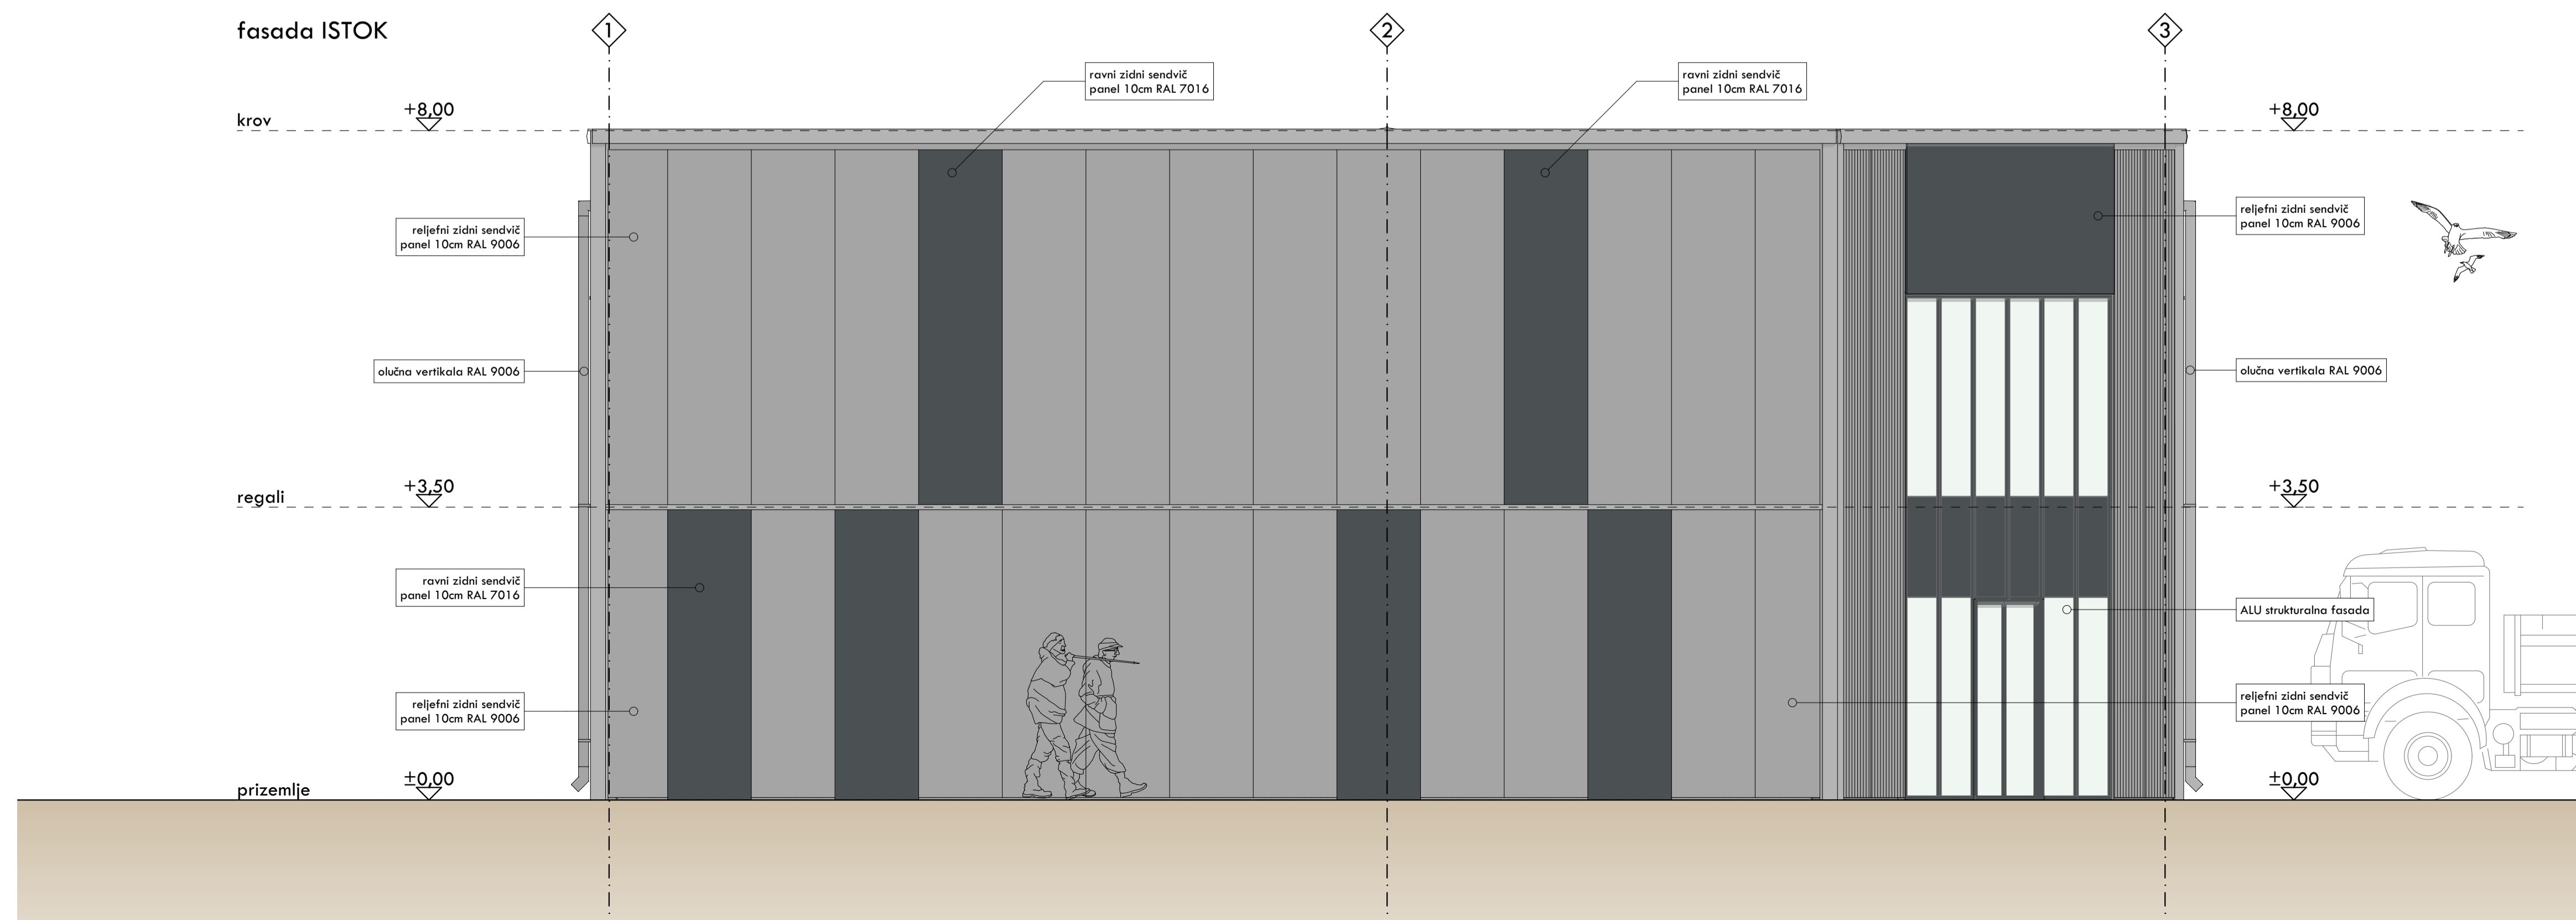 fasada ISTOK
1
2
3
ravni zidni sendvič
panel 10cm RAL 7016
ravni zidni sendvič
panel 10cm RAL 7016
krov
+8,00
+8,00
reljefni zidni sendvič
panel 10cm RAL 9006
reljefni zidni sendvič
panel 10cm RAL 9006
olučna vertikala RAL 9006
olučna vertikala RAL 9006
regali
+3,50
+3,50
ravni zidni sendvič
panel 10cm RAL 7016
ALU strukturalna fasada
reljefni zidni sendvič
panel 10cm RAL 9006
reljefni zidni sendvič
panel 10cm RAL 9006
prizemlje
±0,00
±0,00